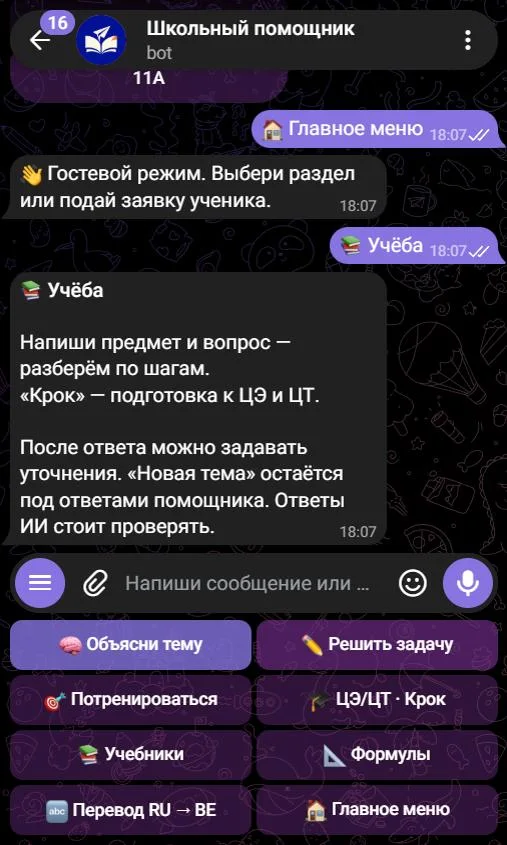 16
Школьный помощник
bot
11А
🏠 Главное меню 18:07
👋 Гостевой режим. Выбери раздел
или подай заявку ученика. 18:07
📚 Учёба 18:07
📚 Учёба
Напиши предмет и вопрос —
разберём по шагам.
«Крок» — подготовка к ЦЭ и ЦТ.
После ответа можно задавать
уточнения. «Новая тема» остаётся
под ответами помощника. Ответы
ИИ стоит проверять. 18:07
Напиши сообщение или ...
🧠 Объясни тему
✏️ Решить задачу
🎯 Потренироваться
🎓 ЦЭ/ЦТ · Крок
📚 Учебники
📐 Формулы
🔤 Перевод RU → BE
🏠 Главное меню